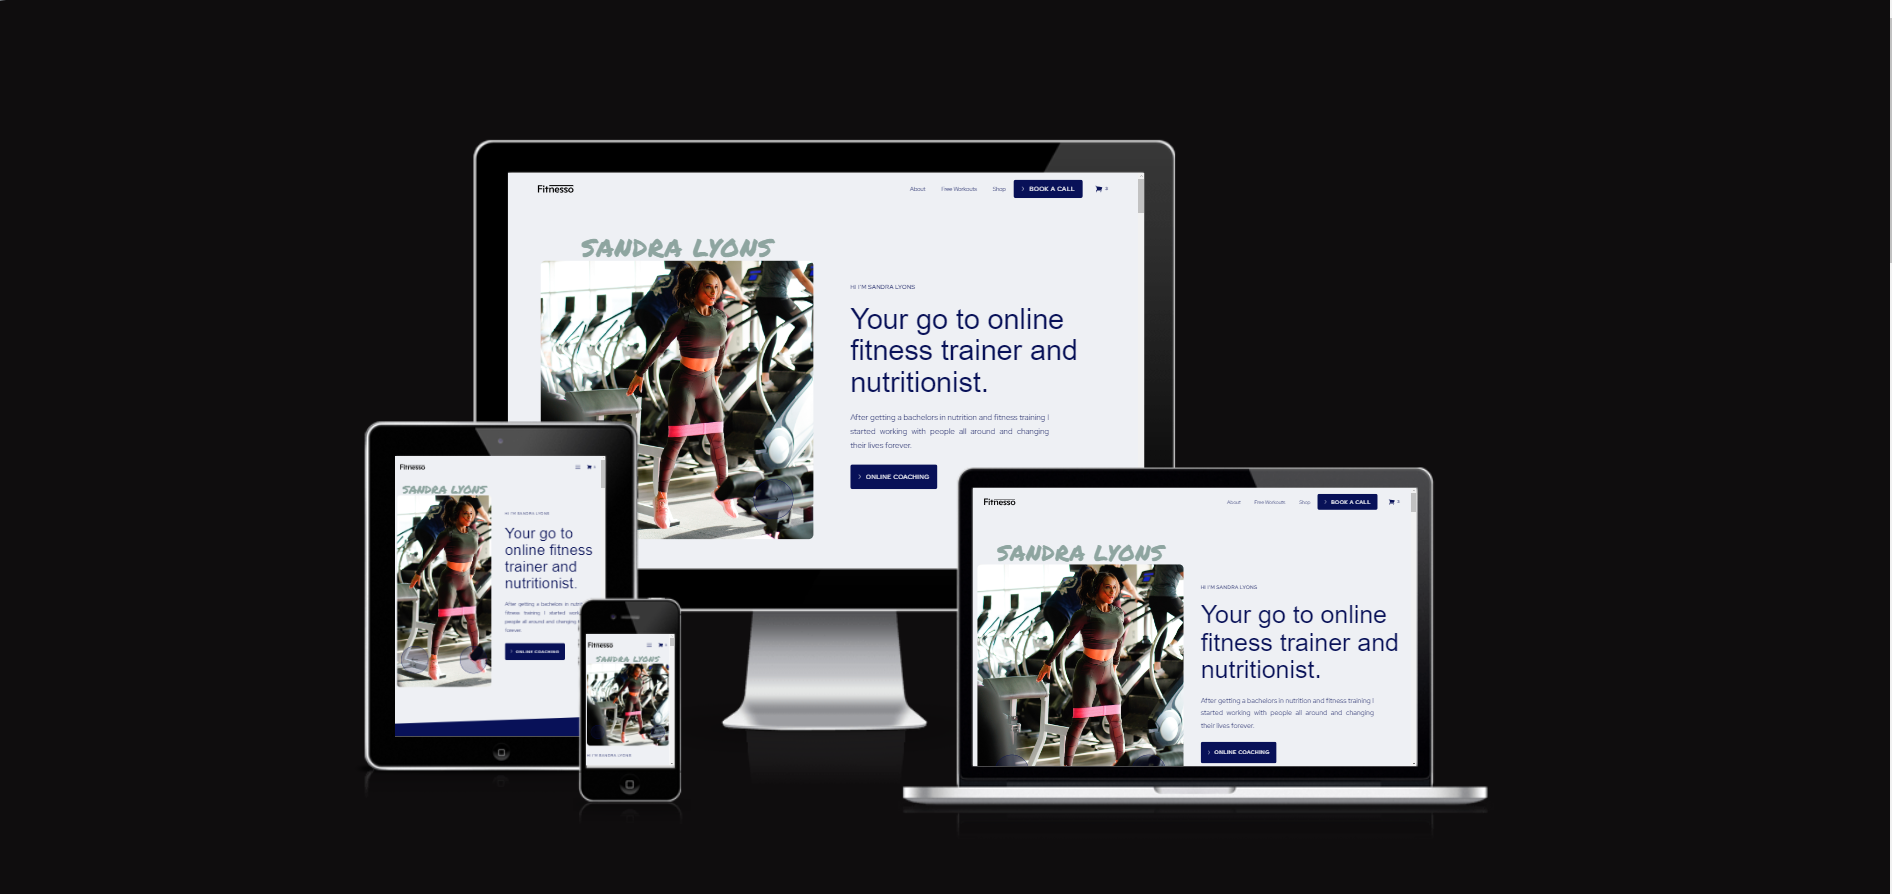 Fitnesso
About Free Workouts Shop BOOK A CALL
SANDRA LYONS
HI I'M SANDRA LYONS
Your go to online
fitness trainer and
nutritionist.
After getting a bachelors in nutrition and fitness training I
started working with people all around and changing
their lives forever.
ONLINE COACHING
Fitnesso
SANDRA LYONS
HI I'M SANDRA LYONS
Your go to
online fitness
trainer and
nutritionist.
After getting a bachelors in
fitness training I started
people all around and changing
forever.
ONLINE COACHING
Fitnesso
SANDRA LYONS
HI I'M SANDRA LYONS
Fitnesso
About Free Workouts Shop BOOK A CALL
SANDRA LYONS
HI I'M SANDRA LYONS
Your go to online
fitness trainer and
nutritionist.
After getting a bachelors in nutrition and fitness training I
started working with people all around and changing
their lives forever.
ONLINE COACHING